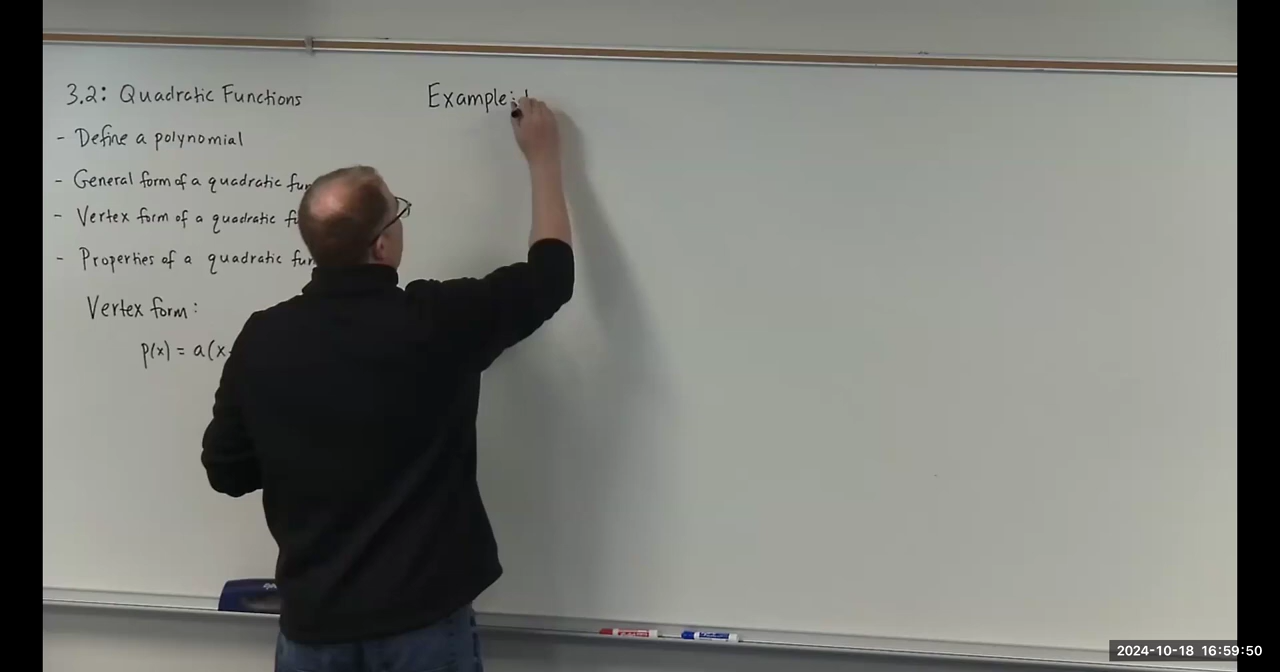 3.2: Quadratic Functions
- Define a polynomial
- General form of a quadratic
- Vertex form of a quadratic
- Properties of a quadratic
Vertex form:
p(x) = a(x
Example:
2024-10-18 16:59:50